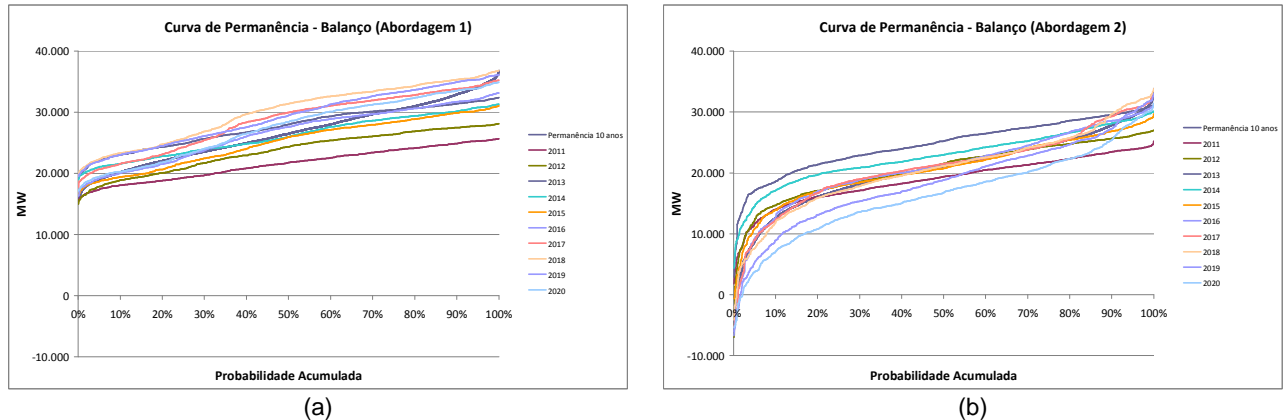 Curva de Permanência - Balanço (Abordagem 1)
40.000
30.000
20.000
10.000
0
-10.000
MW
0% 10% 20% 30% 40% 50% 60% 70% 80% 90% 100%
Probabilidade Acumulada
Permanência 10 anos
2011
2012
2013
2014
2015
2016
2017
2018
2019
2020
(a)
Curva de Permanência - Balanço (Abordagem 2)
40.000
30.000
20.000
10.000
0
-10.000
MW
0% 10% 20% 30% 40% 50% 60% 70% 80% 90% 100%
Probabilidade Acumulada
Permanência 10 anos
2011
2012
2013
2014
2015
2016
2017
2018
2019
2020
(b)